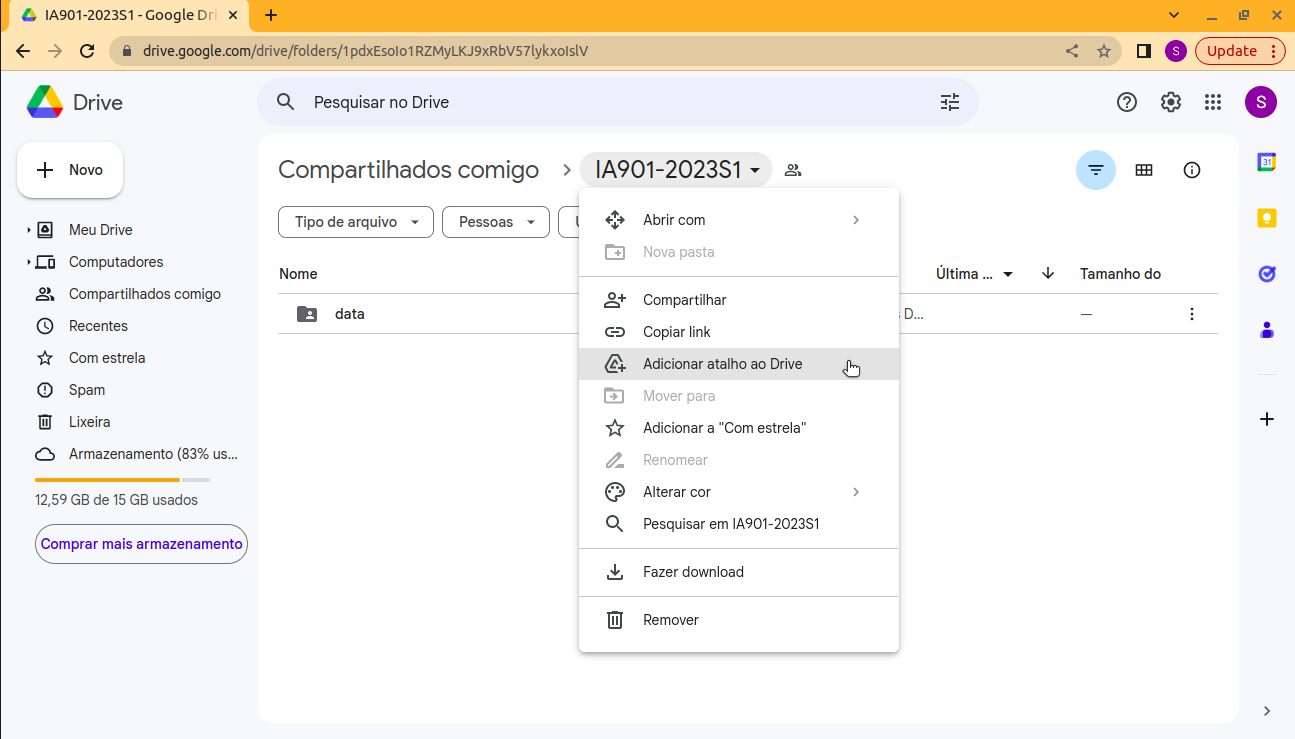 IA901-2023S1 - Google Dri
drive.google.com/drive/folders/1pdxEsoIo1RZMyLKJ9xRbV57lykxoIslV
S
Update
Drive
Pesquisar no Drive
S
Novo
Compartilhados comigo
IA901-2023S1
31
Meu Drive
Computadores
Compartilhados comigo
Recentes
Com estrela
Spam
Lixeira
Armazenamento (83% us...
12,59 GB de 15 GB usados
Comprar mais armazenamento
Tipo de arquivo
Pessoas
Nome
Última ...
Tamanho do
data
D...
—
Abrir com
Nova pasta
Compartilhar
Copiar link
Adicionar atalho ao Drive
Mover para
Adicionar a "Com estrela"
Renomear
Alterar cor
Pesquisar em IA901-2023S1
Fazer download
Remover